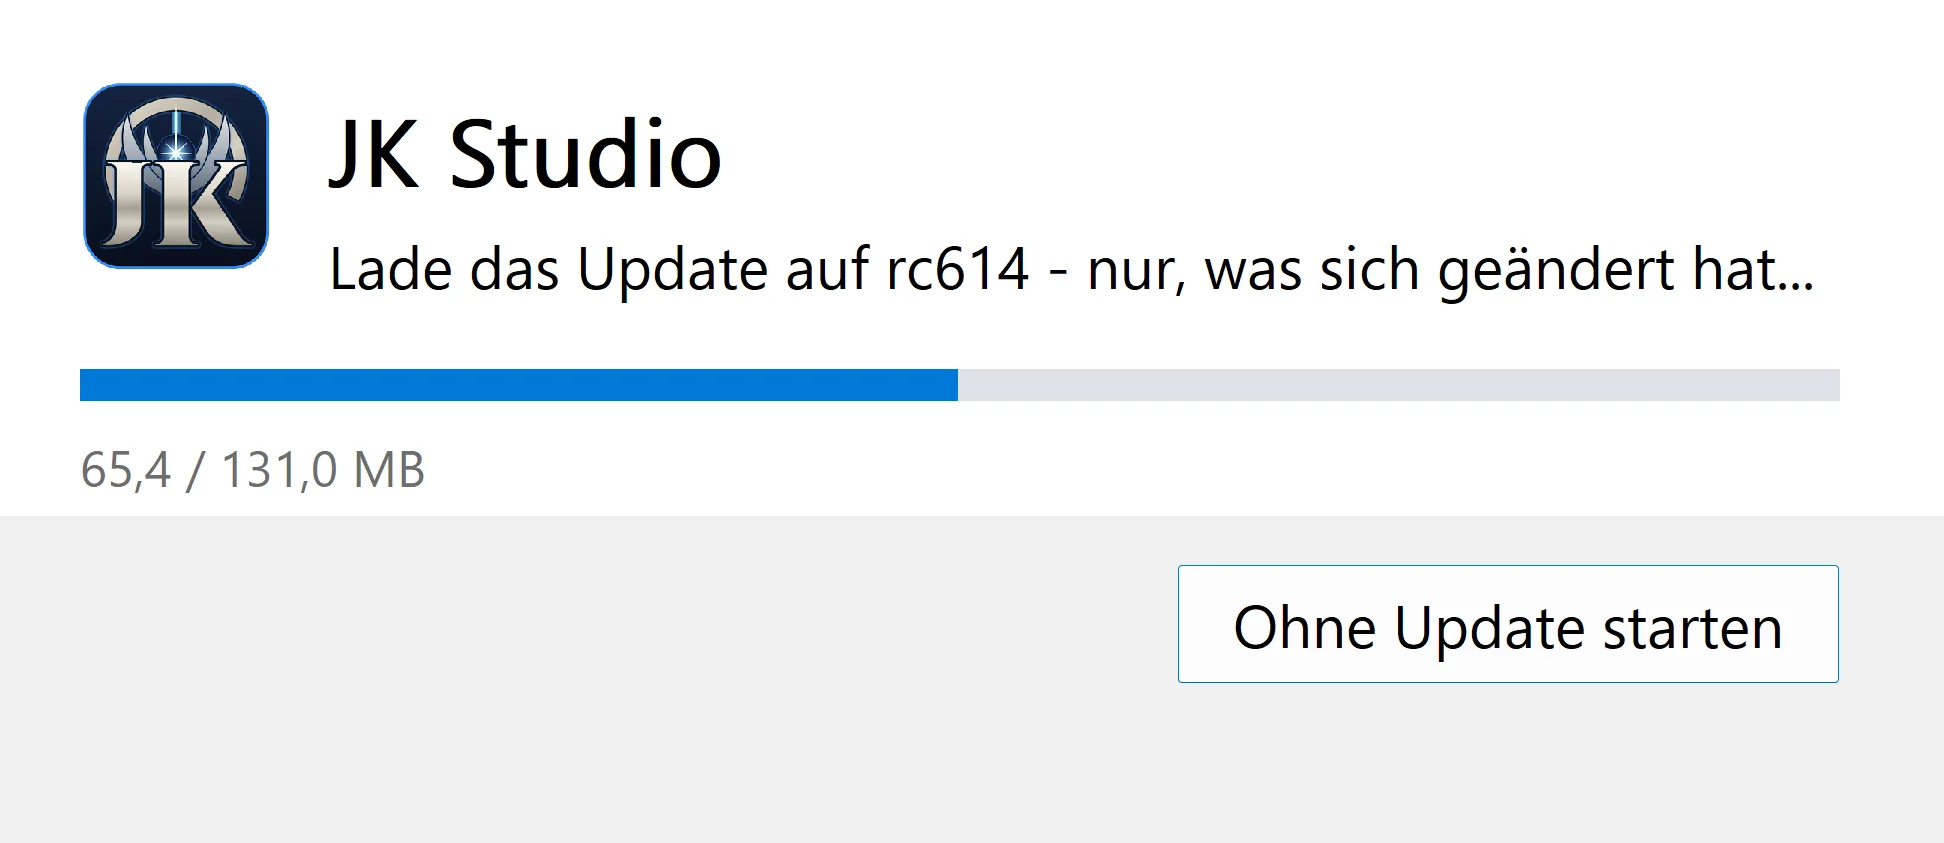 JK
JK Studio
Lade das Update auf rc614 - nur, was sich geändert hat...
65,4 / 131,0 MB
Ohne Update starten